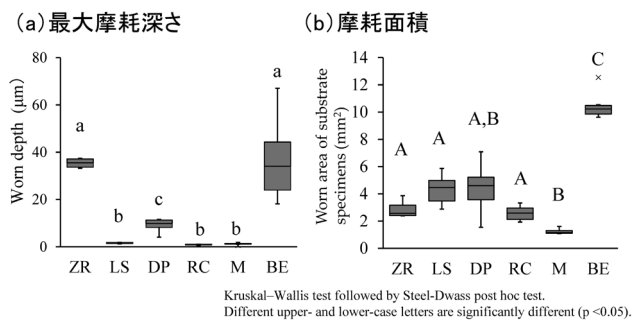 (a)最大摩耗深さ
(b)摩耗面積
Worn depth (μm)
80
60
40
20
0
a
b
c
b
b
a
ZR
LS
DP
RC
M
BE
Worn area of substrate
specimens (mm²)
14
12
10
8
6
4
2
0
A
A
A,B
A
B
C
ZR
LS
DP
RC
M
BE
Kruskal–Wallis test followed by Steel-Dwass post hoc test.
Different upper- and lower-case letters are significantly different (p <0.05).